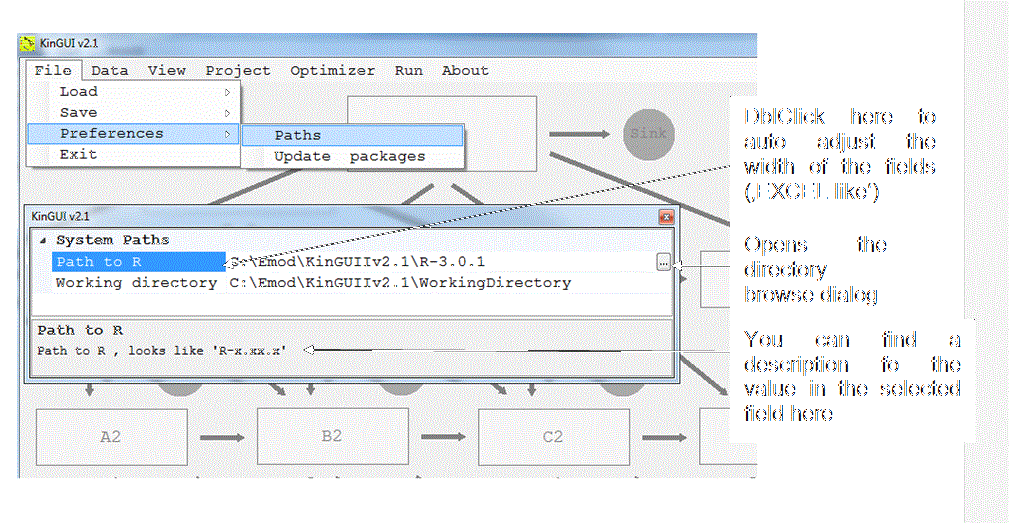 KinGUI v2.1
File Data View Project Optimizer Run About
Load
Save
Preferences
Exit
Paths
Update packages
Sink
DblClick here to
auto adjust the
width of the fields
(‚EXCEL like')
KinGUI v2.1
System Paths
Path to R C:\Emod\KinGUIIv2.1\R-3.0.1
...
Working directory C:\Emod\KinGUIIv2.1\WorkingDirectory
Opens the
directory
browse dialog
Path to R
Path to R , looks like 'R-x.xx.x'
You can find a
description fo the
value in the selected
field here
A2
B2
C2